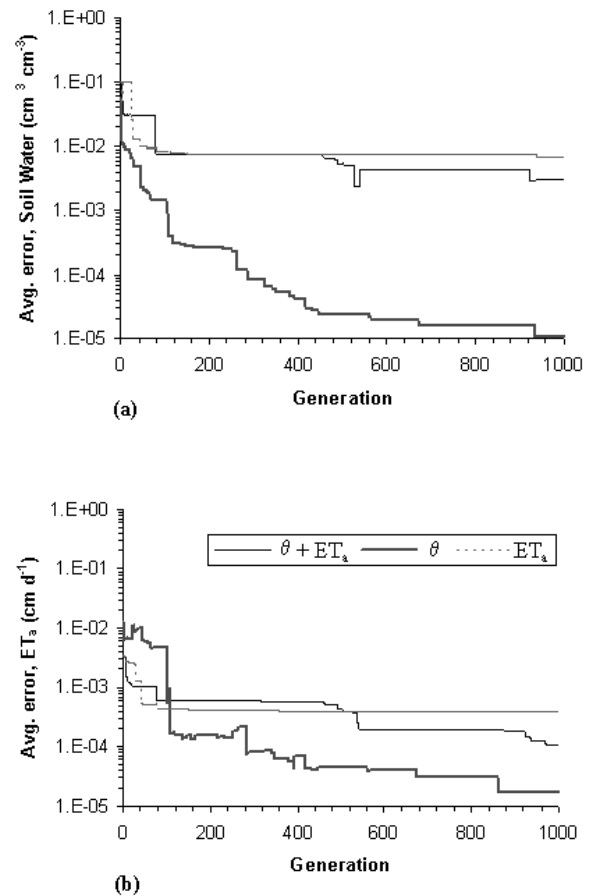 Avg. error, Soil Water (cm ³ cm⁻³)
1.E+00
1.E-01
1.E-02
1.E-03
1.E-04
1.E-05
0 200 400 600 800 1000
Generation
(a)
Avg. error, ETₐ (cm d⁻¹)
1.E+00
1.E-01
1.E-02
1.E-03
1.E-04
1.E-05
θ + ETₐ θ ETₐ
0 200 400 600 800 1000
Generation
(b)